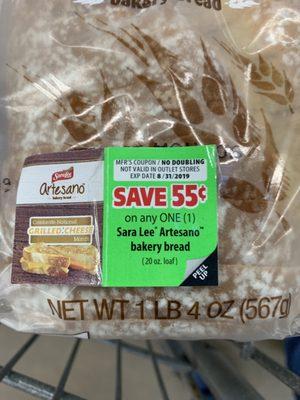 bakery bread
MFR'S COUPON / NO DOUBLING
NOT VALID IN OUTLET STORES
EXP DATE 8/31/2019
SAVE 55¢
on any ONE (1)
Sara Lee® Artesano™
bakery bread
(20 oz. loaf)
PEEL
UP
Sara Lee
artesano
bakery bread
Celebrate National
GRILLED CHEESE
Month
NET WT 1 LB 4 OZ (567g)